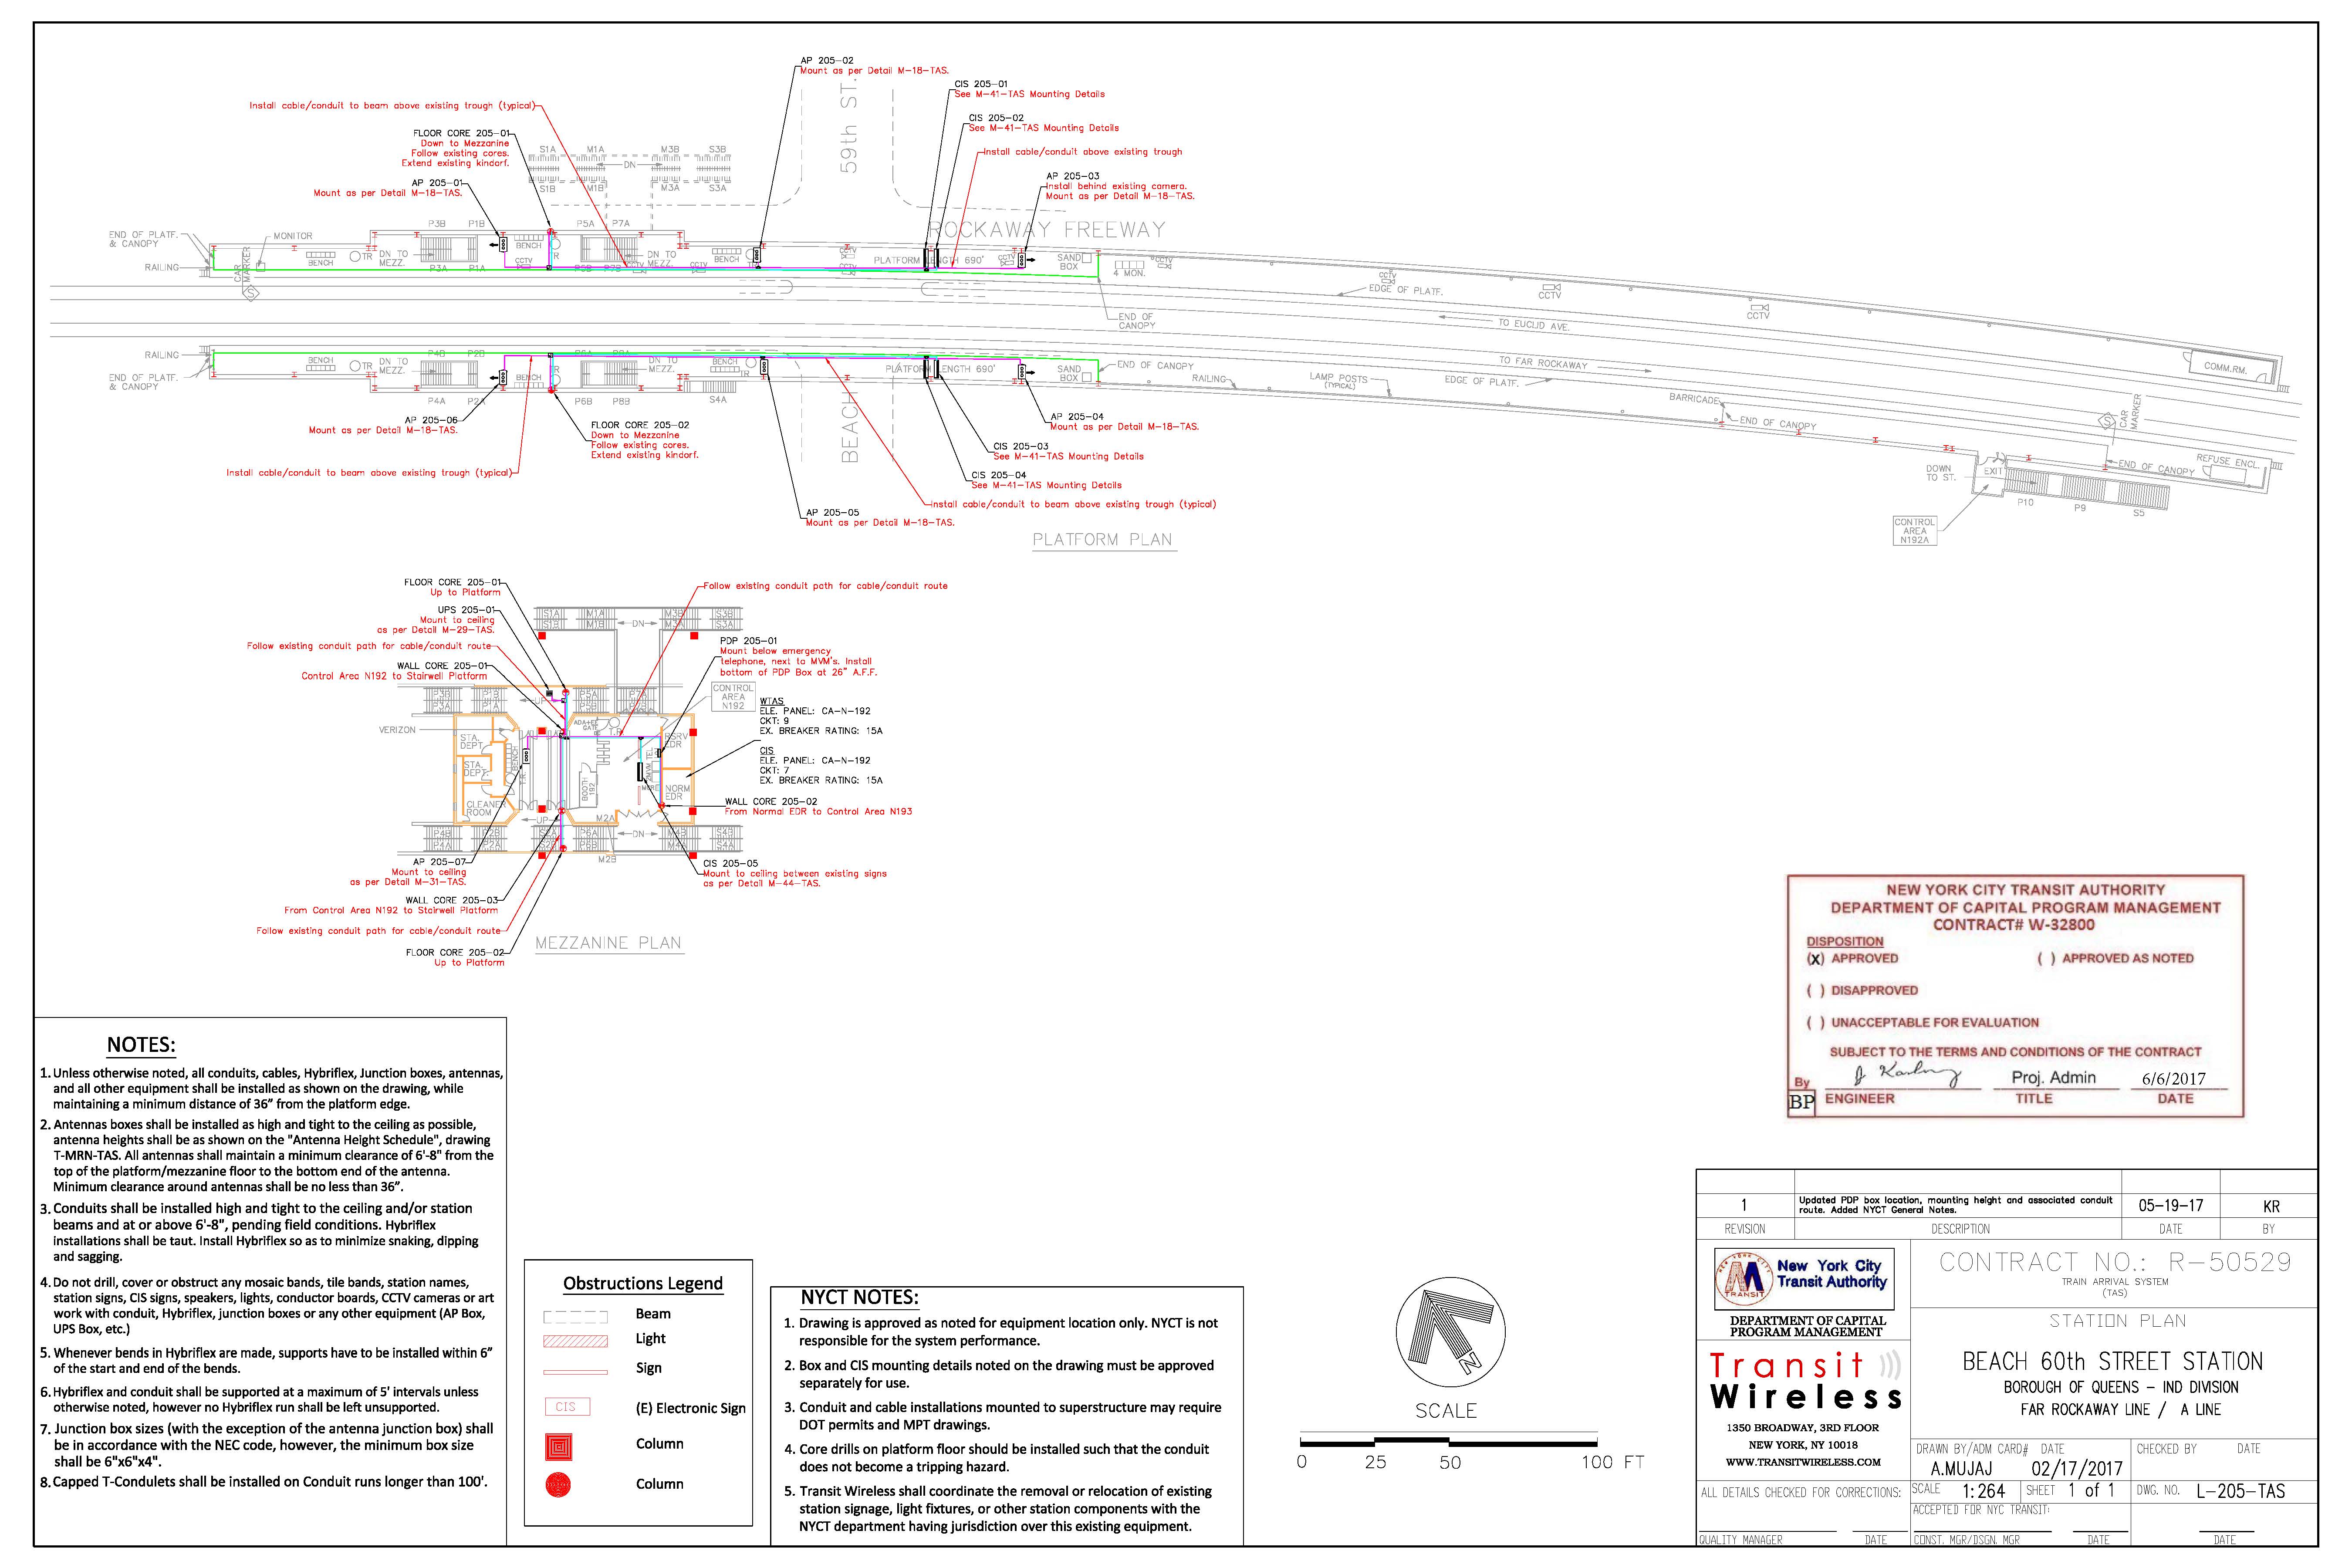 AP 205-02
Mount as per Detail M-18-TAS.
CIS 205-01
See M-41-TAS Mounting Details
CIS 205-02
See M-41-TAS Mounting Details
Install cable/conduit to beam above existing trough (typical)
Install cable/conduit above existing trough
FLOOR CORE 205-01
Down to Mezzanine
Follow existing cores.
Extend existing kindorf.
AP 205-01
Mount as per Detail M-18-TAS.
AP 205-03
Install behind existing camera.
Mount as per Detail M-18-TAS.
S1A M1A M3B S3B
DN
S1B M1B M3A S3A
59th ST.
ROCKAWAY FREEWAY
END OF PLATF.
& CANOPY
MONITOR
RAILING
CAR
MARKER
S
BENCH
TR
DN TO
MEZZ.
P3B P1B
P3A P1A
BENCH
CCTV
P5A P7A
DN TO
MEZZ.
BENCH
TR
CCTV
PLATFORM LENGTH 690'
CCTV
SAND
BOX
4 MON.
CCTV
CCTV
EDGE OF PLATF.
CCTV
CCTV
END OF
CANOPY
TO EUCLID AVE.
TO FAR ROCKAWAY
COMM.RM.
RAILING
END OF PLATF.
& CANOPY
BENCH
TR
DN TO
MEZZ.
P4B P2B
P4A P2A
BENCH
P6A P8A
P6B P8B
DN TO
MEZZ.
BENCH
TR
S4A
PLATFORM LENGTH 690'
SAND
BOX
END OF CANOPY
RAILING
LAMP POSTS
(TYPICAL)
EDGE OF PLATF.
BARRICADE
END OF CANOPY
S
CAR
MARKER
END OF CANOPY
REFUSE ENCL.
DOWN
TO ST.
EXIT
P10 P9 S5
CONTROL
AREA
N192A
BEACH
AP 205-06
Mount as per Detail M-18-TAS.
FLOOR CORE 205-02
Down to Mezzanine
Follow existing cores.
Extend existing kindorf.
AP 205-04
Mount as per Detail M-18-TAS.
CIS 205-03
See M-41-TAS Mounting Details
CIS 205-04
See M-41-TAS Mounting Details
Install cable/conduit to beam above existing trough (typical)
Install cable/conduit to beam above existing trough (typical)
AP 205-05
Mount as per Detail M-18-TAS.
PLATFORM PLAN
FLOOR CORE 205-01
Up to Platform
UPS 205-01
Mount to ceiling
as per Detail M-29-TAS.
Follow existing conduit path for cable/conduit route
WALL CORE 205-01
Control Area N192 to Stairwell Platform
Follow existing conduit path for cable/conduit route
PDP 205-01
Mount below emergency
telephone, next to MVM's. Install
bottom of PDP Box at 26" A.F.F.
CONTROL
AREA
N192
WTAS
ELE. PANEL: CA-N-192
CKT: 9
EX. BREAKER RATING: 15A
CIS
ELE. PANEL: CA-N-192
CKT: 7
EX. BREAKER RATING: 15A
S1A M1A M3B S3B
S1B M1B DN M3A S3A
P3B P1B UP P5A P7A
P3A P1A
VERIZON
STA.
DEPT.
STA.
DEPT.
CLEANER
ROOM
BENCH
T.R.
GATE
T.R.
BOOTH
192
RSRV
EDR
NORM
EDR
UP
M2A
DN
P4B P2B S2A P6A M4B S4B
P4A P2A P6B M4A S4A
M2B
WALL CORE 205-02
From Normal EDR to Control Area N193
AP 205-07
Mount to ceiling
as per Detail M-31-TAS.
CIS 205-05
Mount to ceiling between existing signs
as per Detail M-44-TAS.
WALL CORE 205-03
From Control Area N192 to Stairwell Platform
Follow existing conduit path for cable/conduit route
FLOOR CORE 205-02
Up to Platform
MEZZANINE PLAN
NEW YORK CITY TRANSIT AUTHORITY
DEPARTMENT OF CAPITAL PROGRAM MANAGEMENT
CONTRACT# W-32800
DISPOSITION
(X) APPROVED ( ) APPROVED AS NOTED
( ) DISAPPROVED
( ) UNACCEPTABLE FOR EVALUATION
SUBJECT TO THE TERMS AND CONDITIONS OF THE CONTRACT
By Proj. Admin 6/6/2017
BP ENGINEER TITLE DATE
NOTES:
1. Unless otherwise noted, all conduits, cables, Hybriflex, Junction boxes, antennas,
and all other equipment shall be installed as shown on the drawing, while
maintaining a minimum distance of 36” from the platform edge.
2. Antennas boxes shall be installed as high and tight to the ceiling as possible,
antenna heights shall be as shown on the "Antenna Height Schedule", drawing
T-MRN-TAS. All antennas shall maintain a minimum clearance of 6'-8" from the
top of the platform/mezzanine floor to the bottom end of the antenna.
Minimum clearance around antennas shall be no less than 36”.
3. Conduits shall be installed high and tight to the ceiling and/or station
beams and at or above 6'-8", pending field conditions. Hybriflex
installations shall be taut. Install Hybriflex so as to minimize snaking, dipping
and sagging.
4. Do not drill, cover or obstruct any mosaic bands, tile bands, station names,
station signs, CIS signs, speakers, lights, conductor boards, CCTV cameras or art
work with conduit, Hybriflex, junction boxes or any other equipment (AP Box,
UPS Box, etc.)
5. Whenever bends in Hybriflex are made, supports have to be installed within 6”
of the start and end of the bends.
6. Hybriflex and conduit shall be supported at a maximum of 5' intervals unless
otherwise noted, however no Hybriflex run shall be left unsupported.
7. Junction box sizes (with the exception of the antenna junction box) shall
be in accordance with the NEC code, however, the minimum box size
shall be 6"x6"x4".
8. Capped T-Condulets shall be installed on Conduit runs longer than 100'.
Obstructions Legend
Beam
Light
Sign
CIS (E) Electronic Sign
Column
Column
NYCT NOTES:
1. Drawing is approved as noted for equipment location only. NYCT is not
responsible for the system performance.
2. Box and CIS mounting details noted on the drawing must be approved
separately for use.
3. Conduit and cable installations mounted to superstructure may require
DOT permits and MPT drawings.
4. Core drills on platform floor should be installed such that the conduit
does not become a tripping hazard.
5. Transit Wireless shall coordinate the removal or relocation of existing
station signage, light fixtures, or other station components with the
NYCT department having jurisdiction over this existing equipment.
N
SCALE
0 25 50 100 FT
1 Updated PDP box location, mounting height and associated conduit
route. Added NYCT General Notes. 05-19-17 KR
REVISION DESCRIPTION DATE BY
TRANSIT
New York City
Transit Authority
DEPARTMENT OF CAPITAL
PROGRAM MANAGEMENT
Transit
Wireless
1350 BROADWAY, 3RD FLOOR
NEW YORK, NY 10018
WWW.TRANSITWIRELESS.COM
ALL DETAILS CHECKED FOR CORRECTIONS:
QUALITY MANAGER DATE
CONTRACT NO.: R-50529
TRAIN ARRIVAL SYSTEM
(TAS)
STATION PLAN
BEACH 60th STREET STATION
BOROUGH OF QUEENS - IND DIVISION
FAR ROCKAWAY LINE / A LINE
DRAWN BY/ADM CARD# DATE CHECKED BY DATE
A.MUJAJ 02/17/2017
SCALE 1:264 SHEET 1 of 1 DWG. NO. L-205-TAS
ACCEPTED FOR NYC TRANSIT:
CONST. MGR/DSGN. MGR DATE DATE